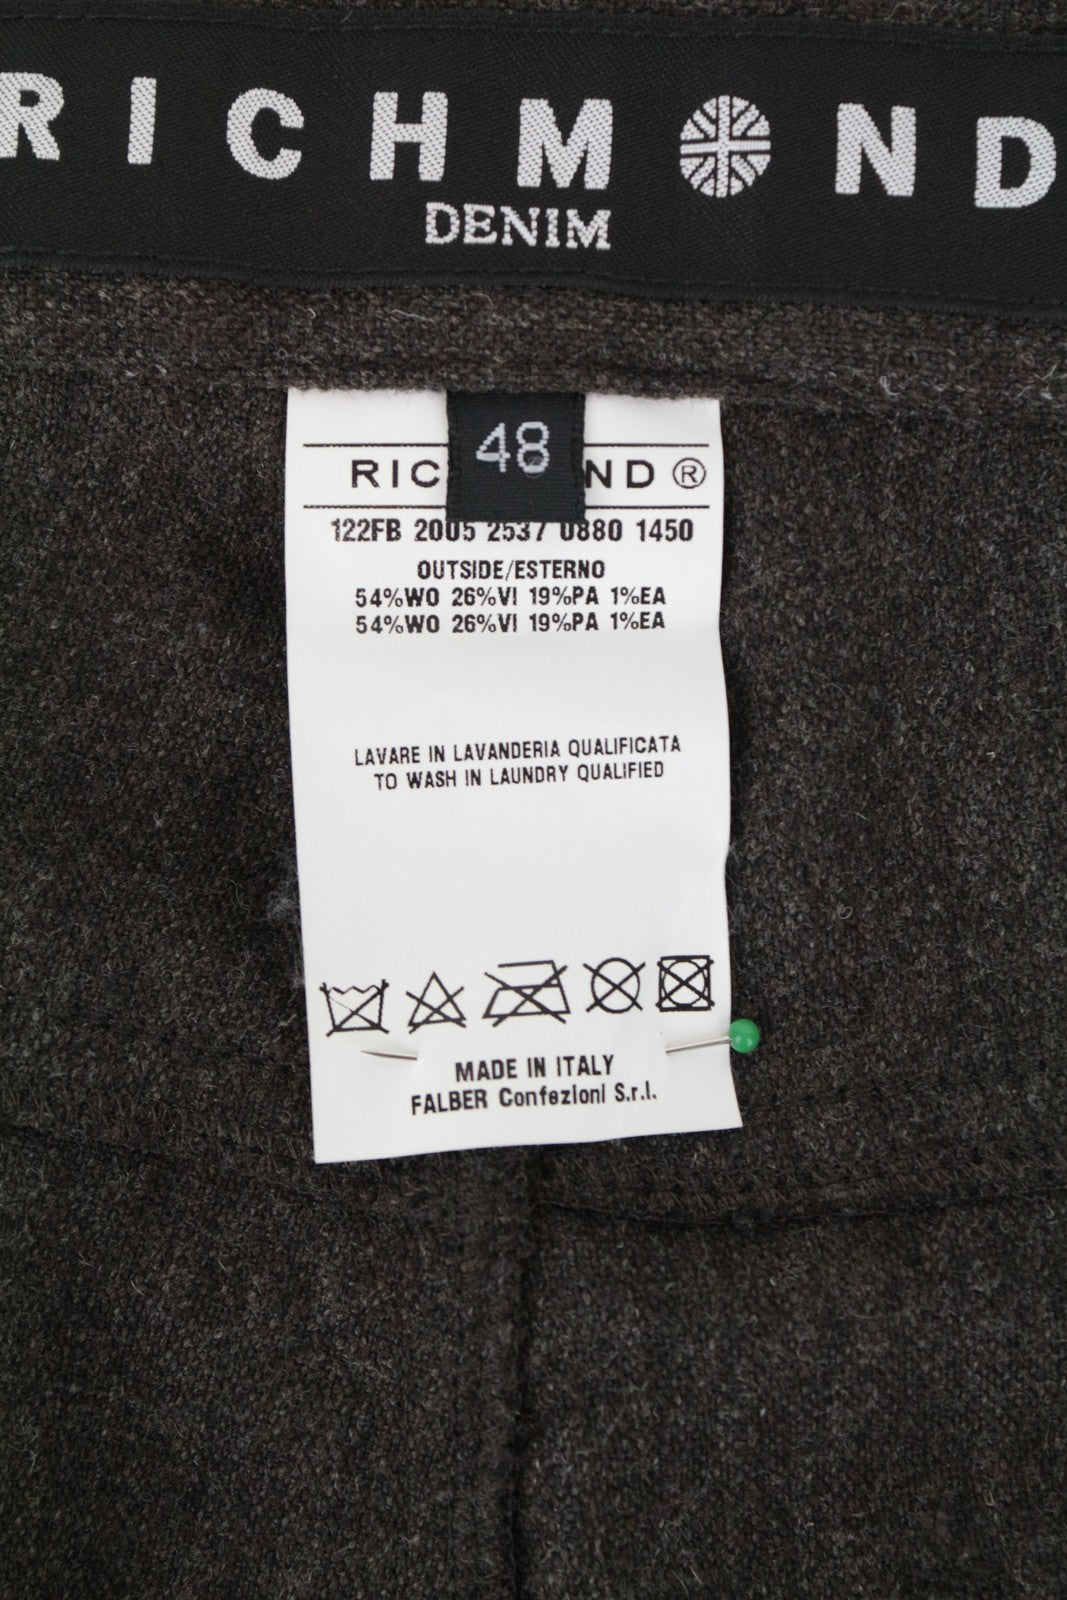 RICHMOND
DENIM
48
RIC ND ®
122FB 2005 2537 0880 1450
OUTSIDE/ESTERNO
54%WO 26%VI 19%PA 1%EA
54%WO 26%VI 19%PA 1%EA
LAVARE IN LAVANDERIA QUALIFICATA
TO WASH IN LAUNDRY QUALIFIED
MADE IN ITALY
FALBER Confezioni S.r.l.